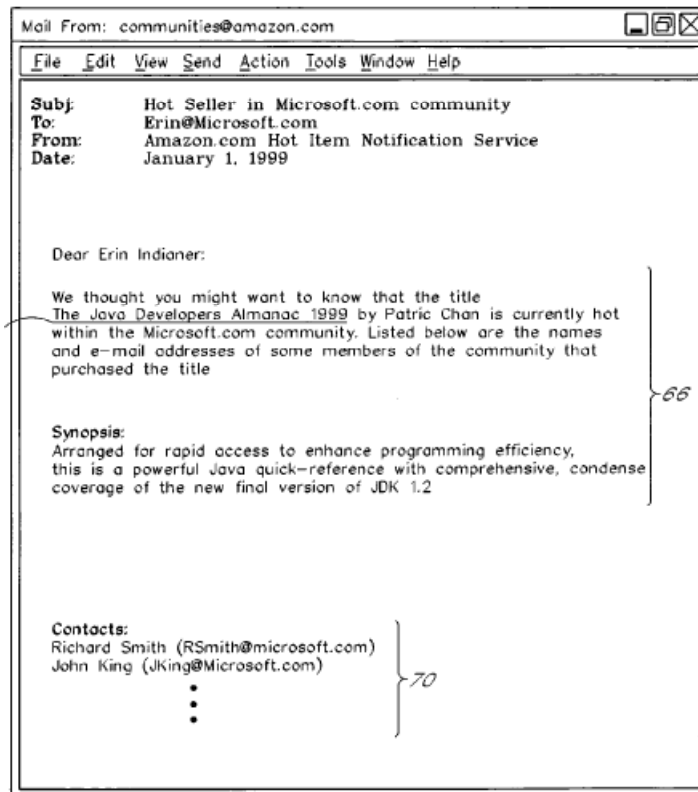 Mail From: communities@amazon.com
File Edit View Send Action Tools Window Help
Subj: Hot Seller in Microsoft.com community
To: Erin@Microsoft.com
From: Amazon.com Hot Item Notification Service
Date: January 1, 1999
Dear Erin Indianer:
We thought you might want to know that the title
The Java Developers Almanac 1999 by Patric Chan is currently hot
within the Microsoft.com community. Listed below are the names
and e-mail addresses of some members of the community that
purchased the title
66
Synopsis:
Arranged for rapid access to enhance programming efficiency,
this is a powerful Java quick-reference with comprehensive, condense
coverage of the new final version of JDK 1.2
Contacts:
Richard Smith (RSmith@microsoft.com)
John King (JKing@Microsoft.com)
70